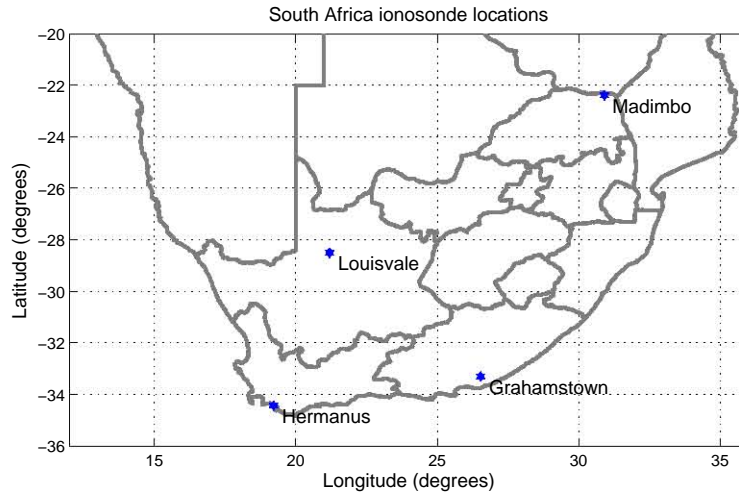 South Africa ionosonde locations
−20
−22
Madimbo
−24
−26
−28
Louisvale
−30
−32
Grahamstown
−34
Hermanus
−36
15 20 25 30 35
Longitude (degrees)
Latitude (degrees)